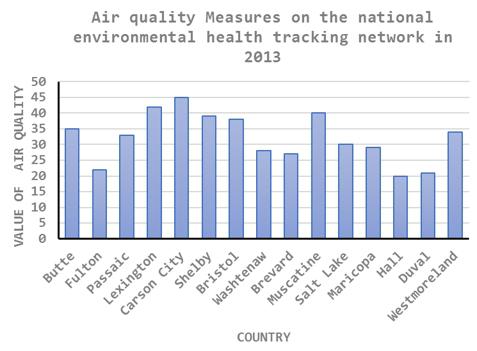 Air quality Measures on the national
environmental health tracking network in
2013
VALUE OF AIR QUALITY
50
45
40
35
30
25
20
15
10
5
0
Butte
Fulton
Passaic
Lexington
Carson City
Shelby
Bristol
Washtenaw
Brevard
Muscatine
Salt Lake
Maricopa
Hall
Duval
Westmoreland
COUNTRY